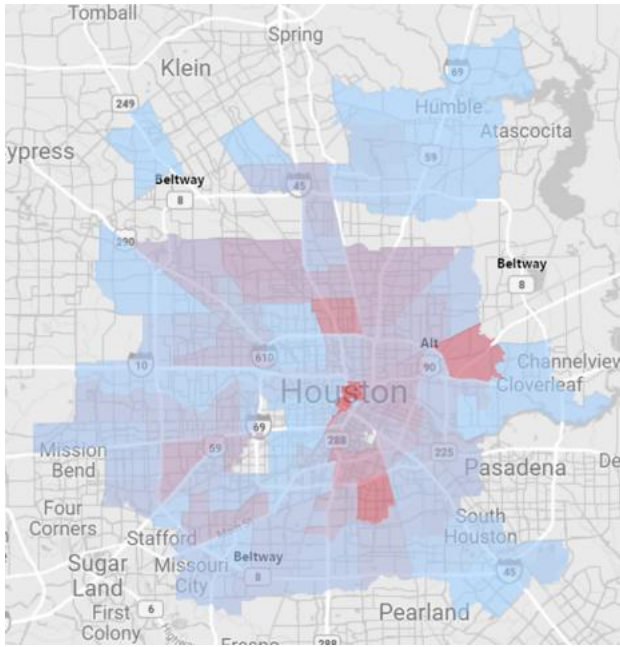 Tomball
Spring
Klein
69
249
Humble
Atascocita
59
ypress
Beltway
8
45
290
Beltway
8
Alt
90
610
10
Channelview
Cloverleaf
Houston
69
288
59
225
Mission
Bend
Pasadena
De
Four
Corners
South
Houston
Stafford
Sugar
Land
Missouri
City
Beltway
8
45
6
First
Colony
Pearland
Fresno
288